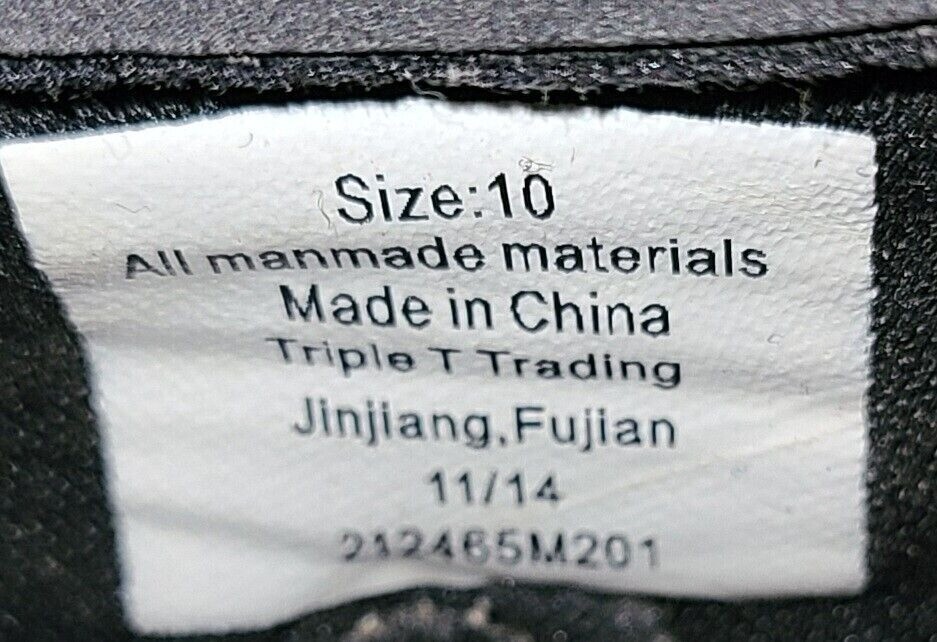 Size:10
All manmade materials
Made in China
Triple T Trading
Jinjiang,Fujian
11/14
212465M201